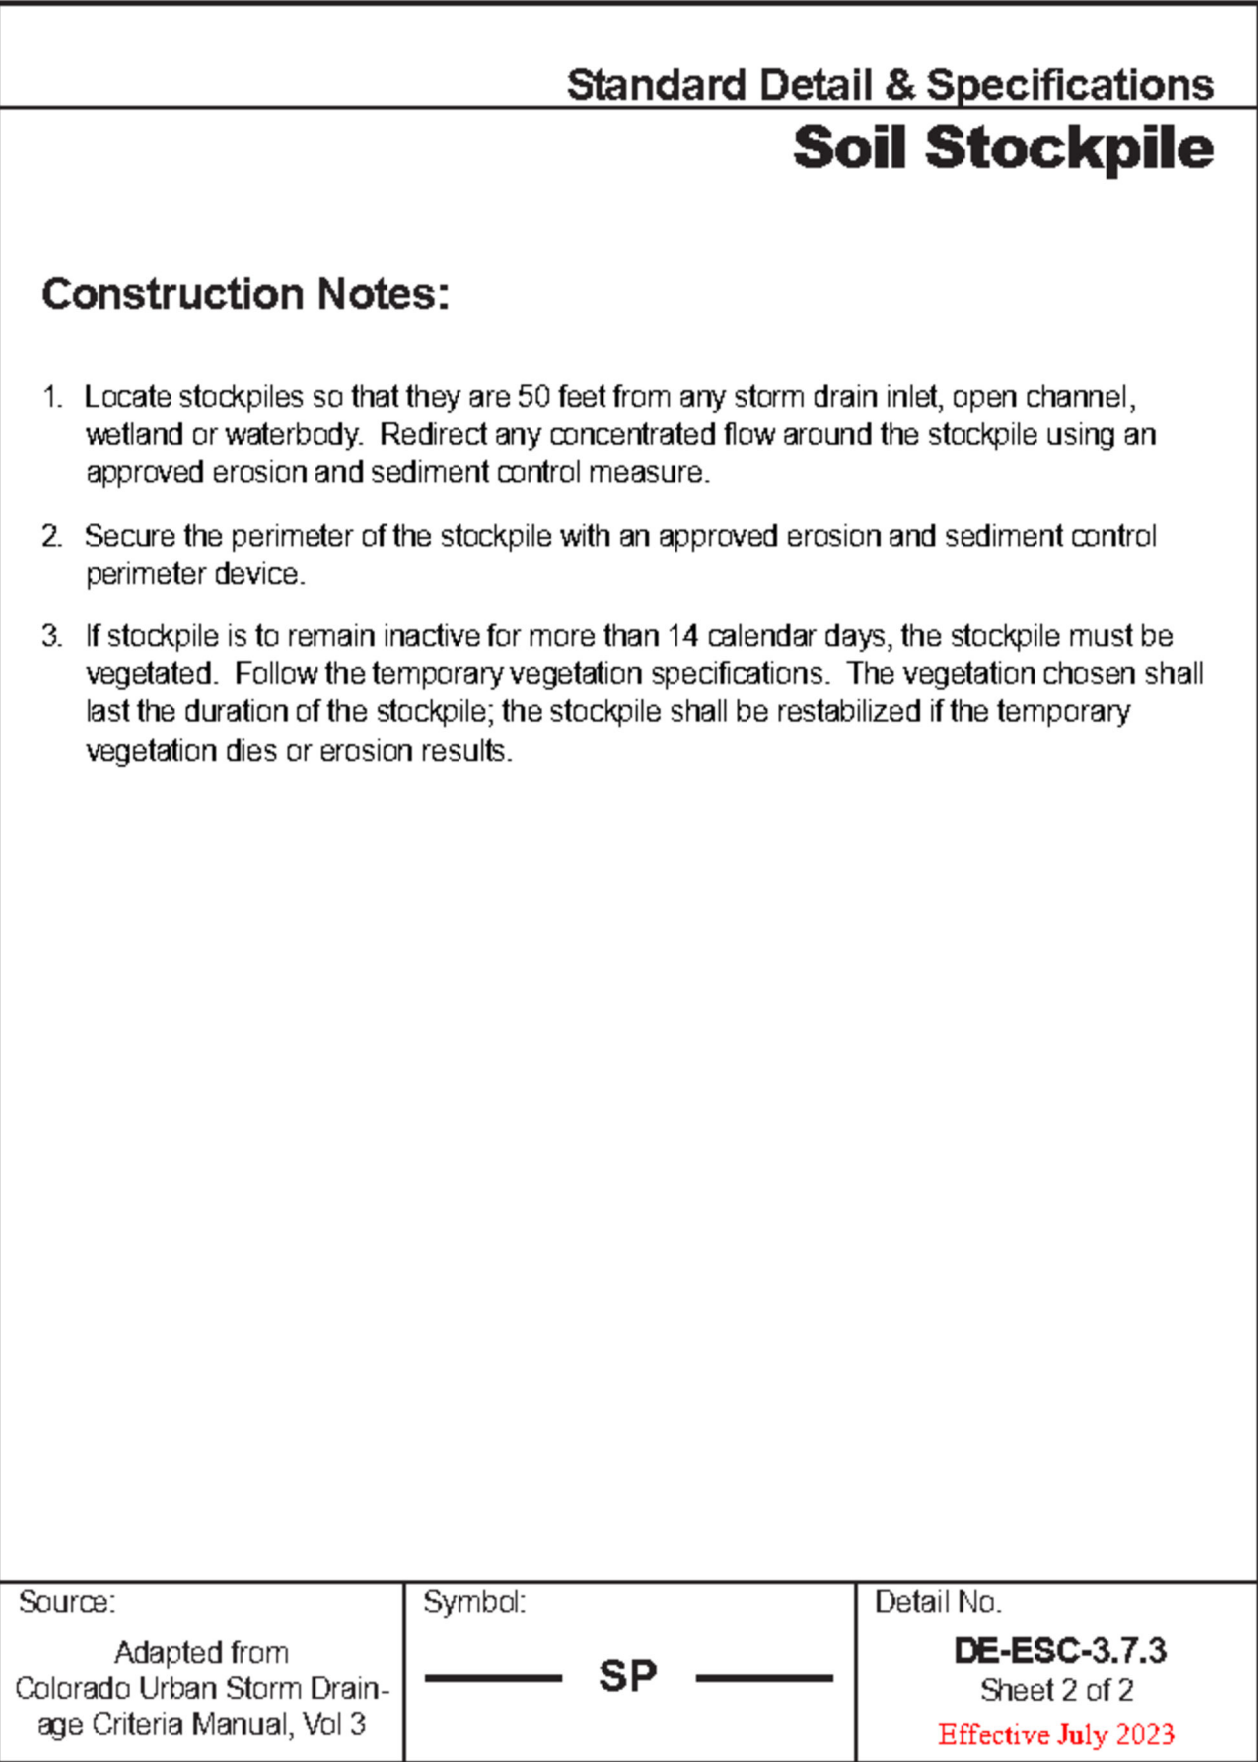 Standard Detail & Specifications
Soil Stockpile
Construction Notes:
1. Locate stockpiles so that they are 50 feet from any storm drain inlet, open channel,
wetland or waterbody. Redirect any concentrated flow around the stockpile using an
approved erosion and sediment control measure.
2. Secure the perimeter of the stockpile with an approved erosion and sediment control
perimeter device.
3. If stockpile is to remain inactive for more than 14 calendar days, the stockpile must be
vegetated. Follow the temporary vegetation specifications. The vegetation chosen shall
last the duration of the stockpile; the stockpile shall be restabilized if the temporary
vegetation dies or erosion results.
Source:
Adapted from
Colorado Urban Storm Drain-
age Criteria Manual, Vol 3
Symbol:
SP
Detail No.
DE-ESC-3.7.3
Sheet 2 of 2
Effective July 2023